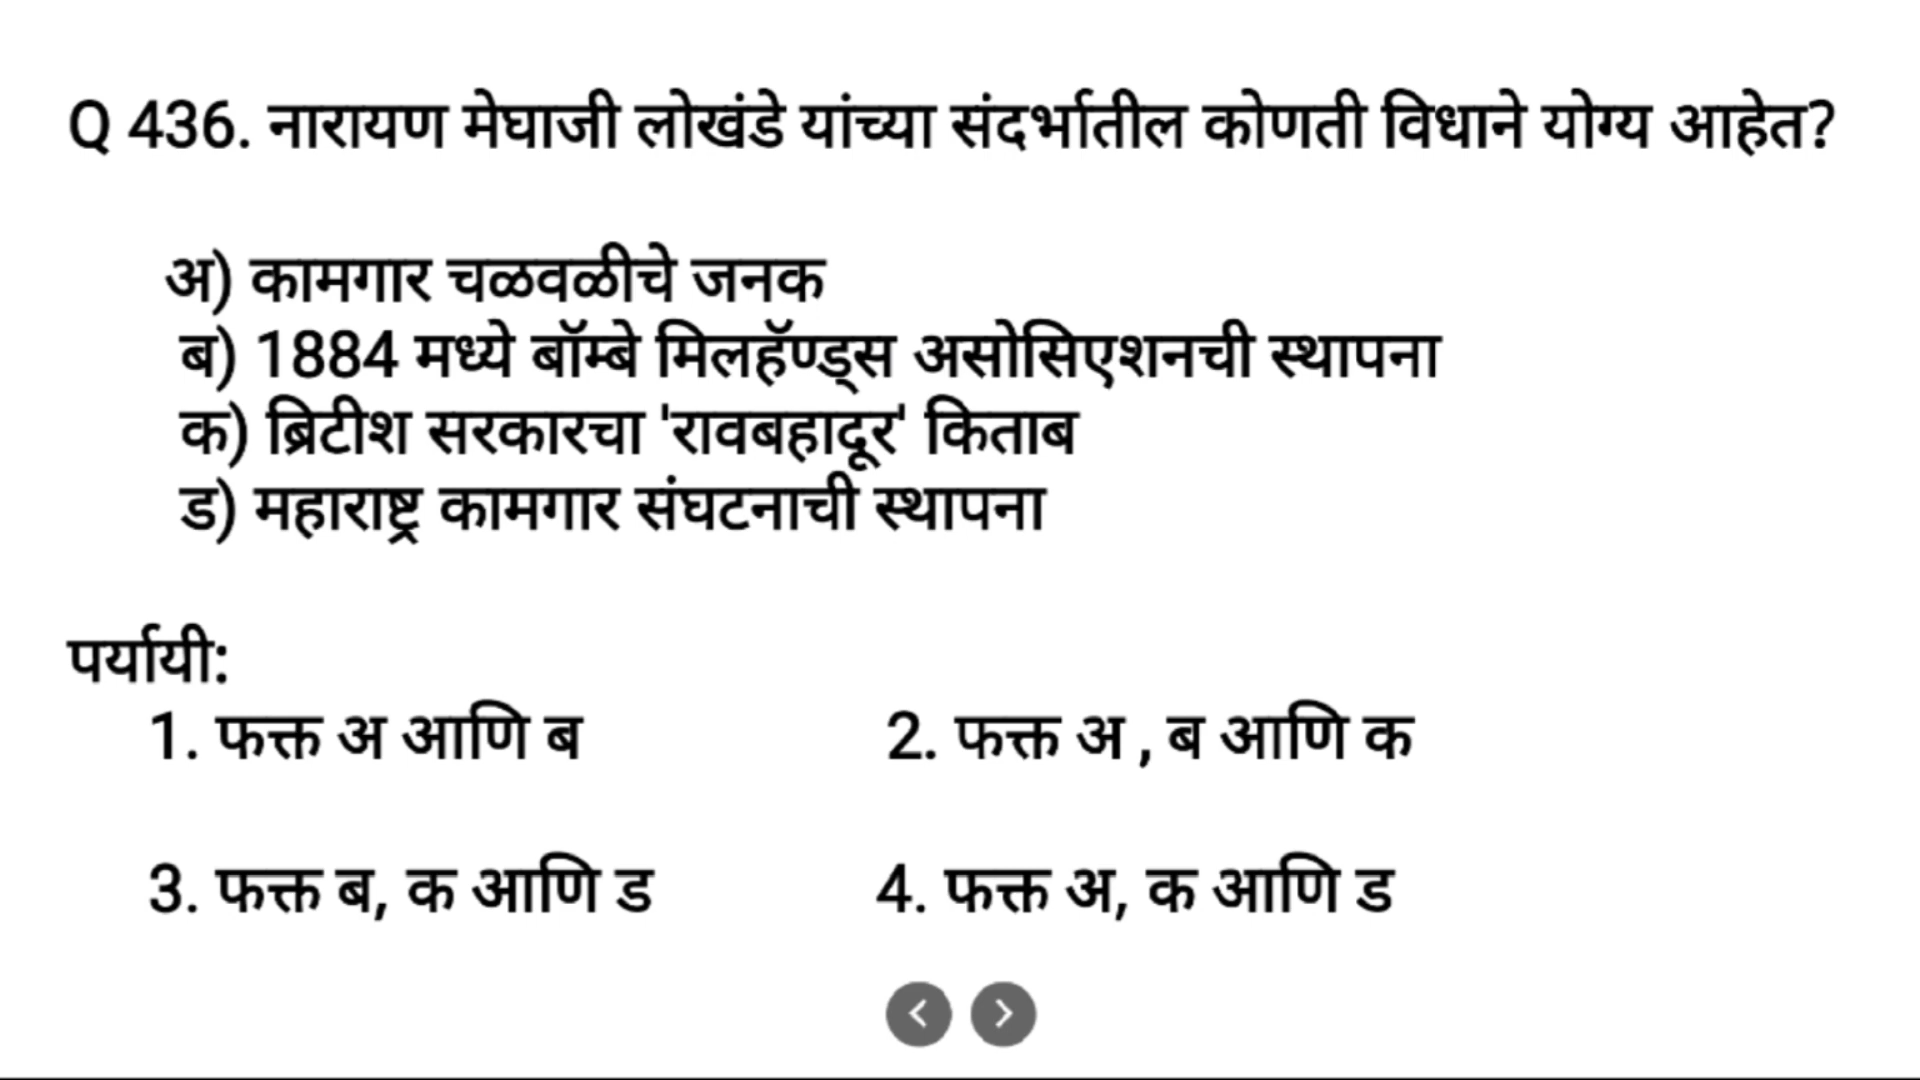 Q 436. नारायण मेघाजी लोखंडे यांच्या संदर्भातील कोणती विधाने योग्य आहेत?
अ) कामगार चळवळीचे जनक
ब) 1884 मध्ये बॉम्बे मिलहॅण्ड्स असोसिएशनची स्थापना
क) ब्रिटीश सरकारचा 'रावबहादूर' किताब
ड) महाराष्ट्र कामगार संघटनाची स्थापना
पर्यायी:
1. फक्त अ आणि ब 2. फक्त अ , ब आणि क
3. फक्त ब, क आणि ड 4. फक्त अ, क आणि ड